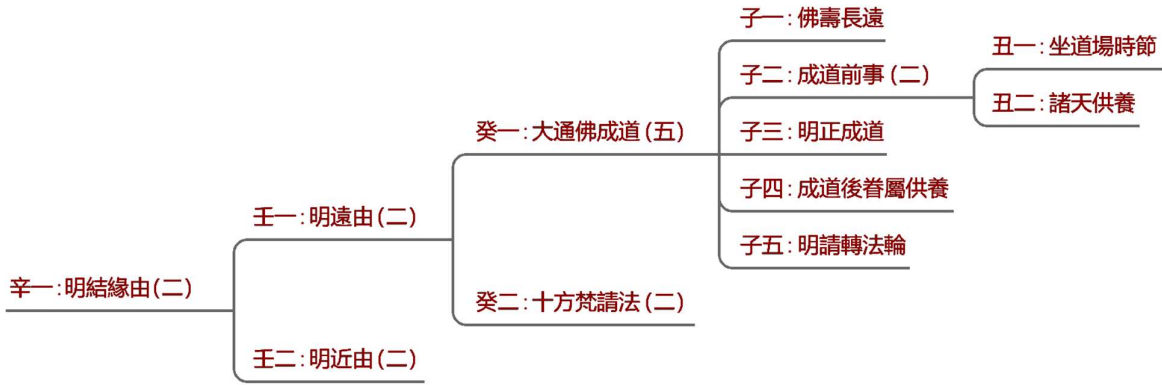 辛一：明結緣由(二)
壬一：明遠由(二)
癸一：大通佛成道(五)
子一：佛壽長遠
子二：成道前事(二)
丑一：坐道場時節
丑二：諸天供養
子三：明正成道
子四：成道後眷屬供養
子五：明請轉法輪
癸二：十方梵請法(二)
壬二：明近由(二)